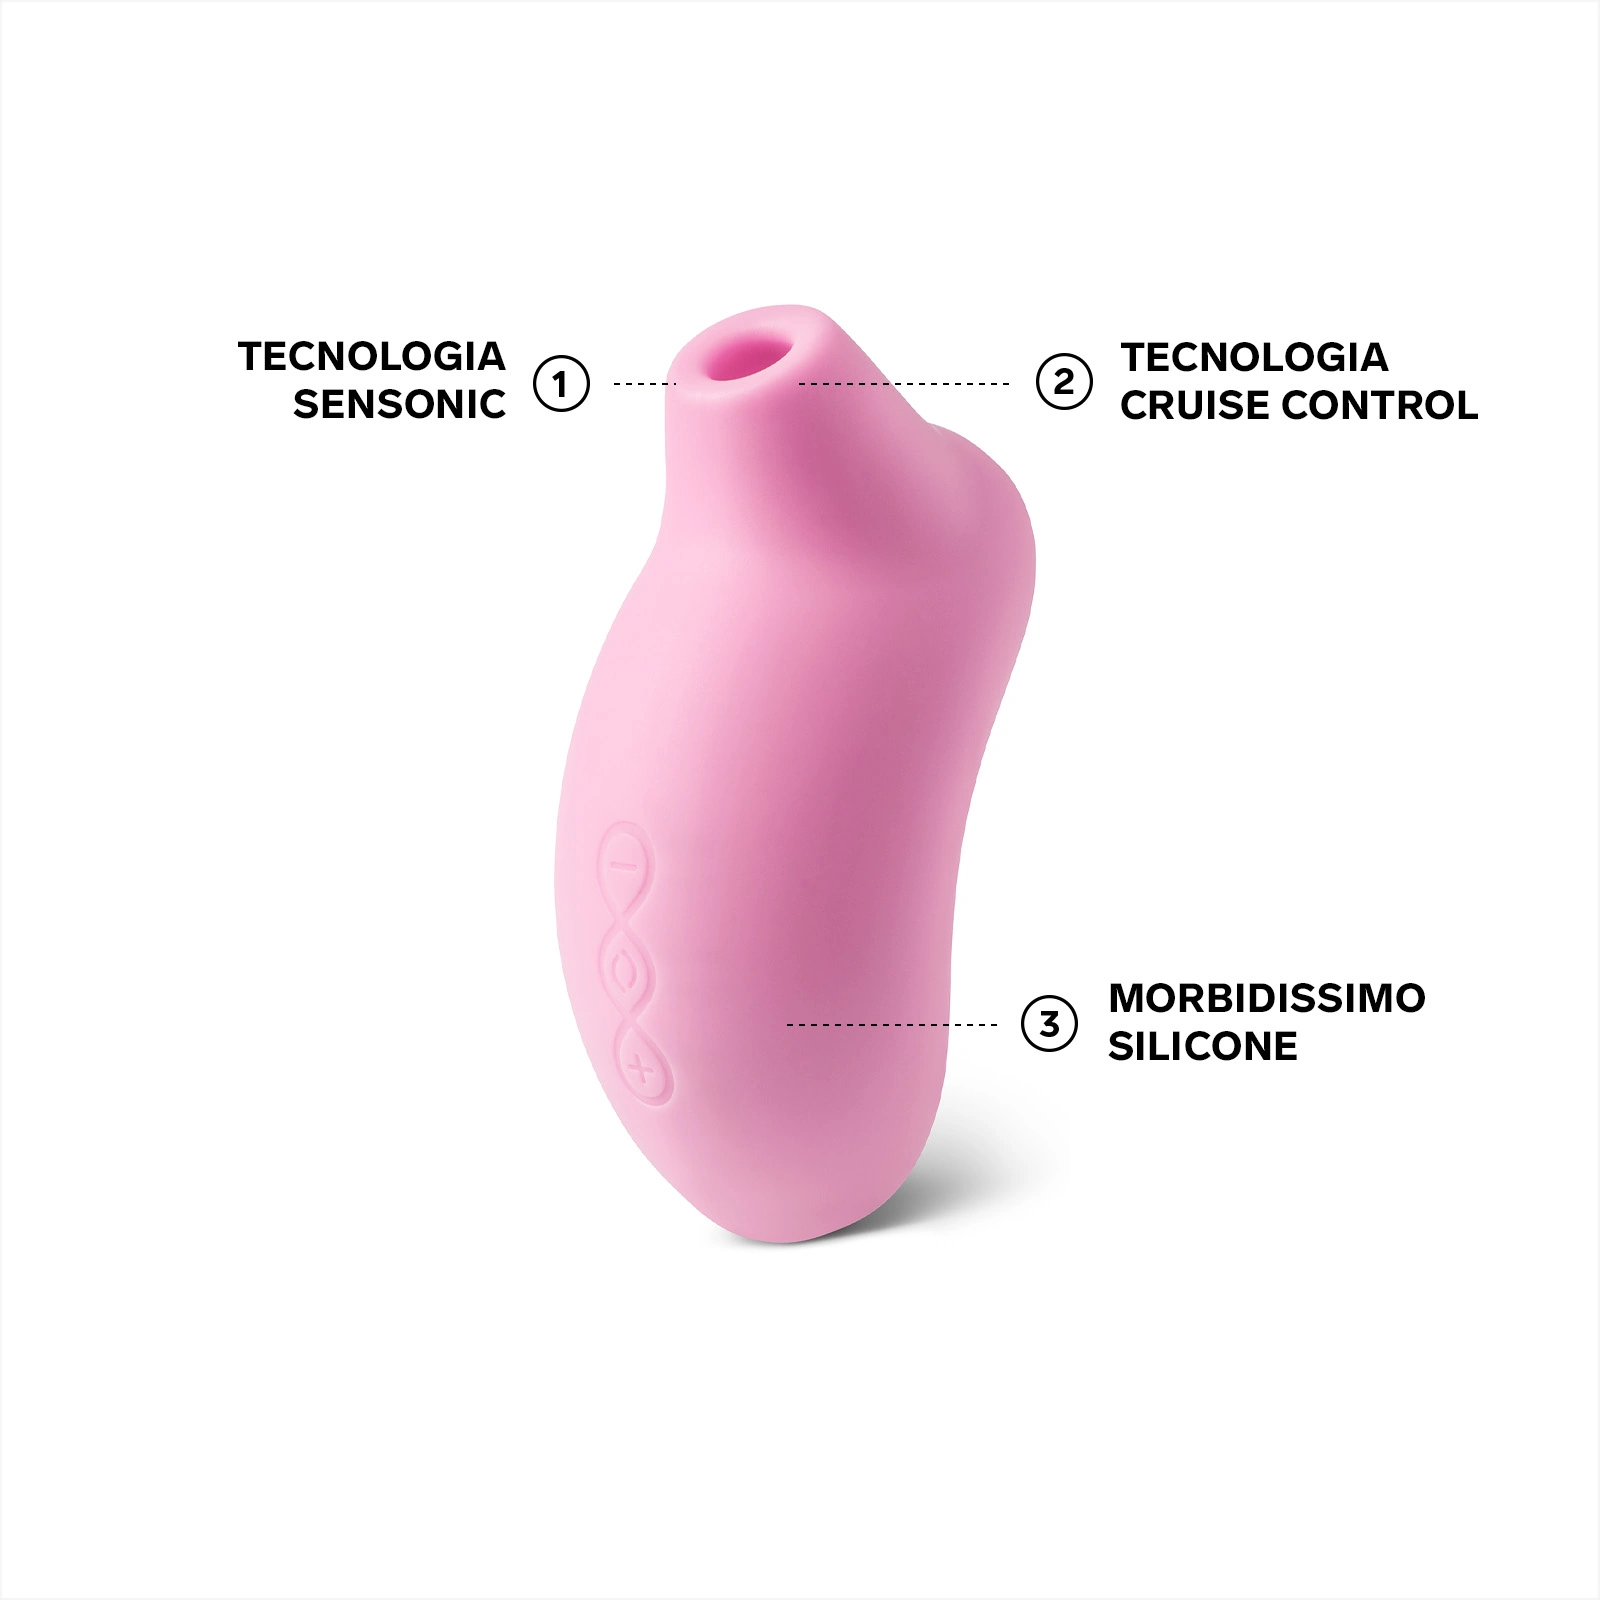 TECNOLOGIA
SENSONIC
1
2
TECNOLOGIA
CRUISE CONTROL
3
MORBIDISSIMO
SILICONE